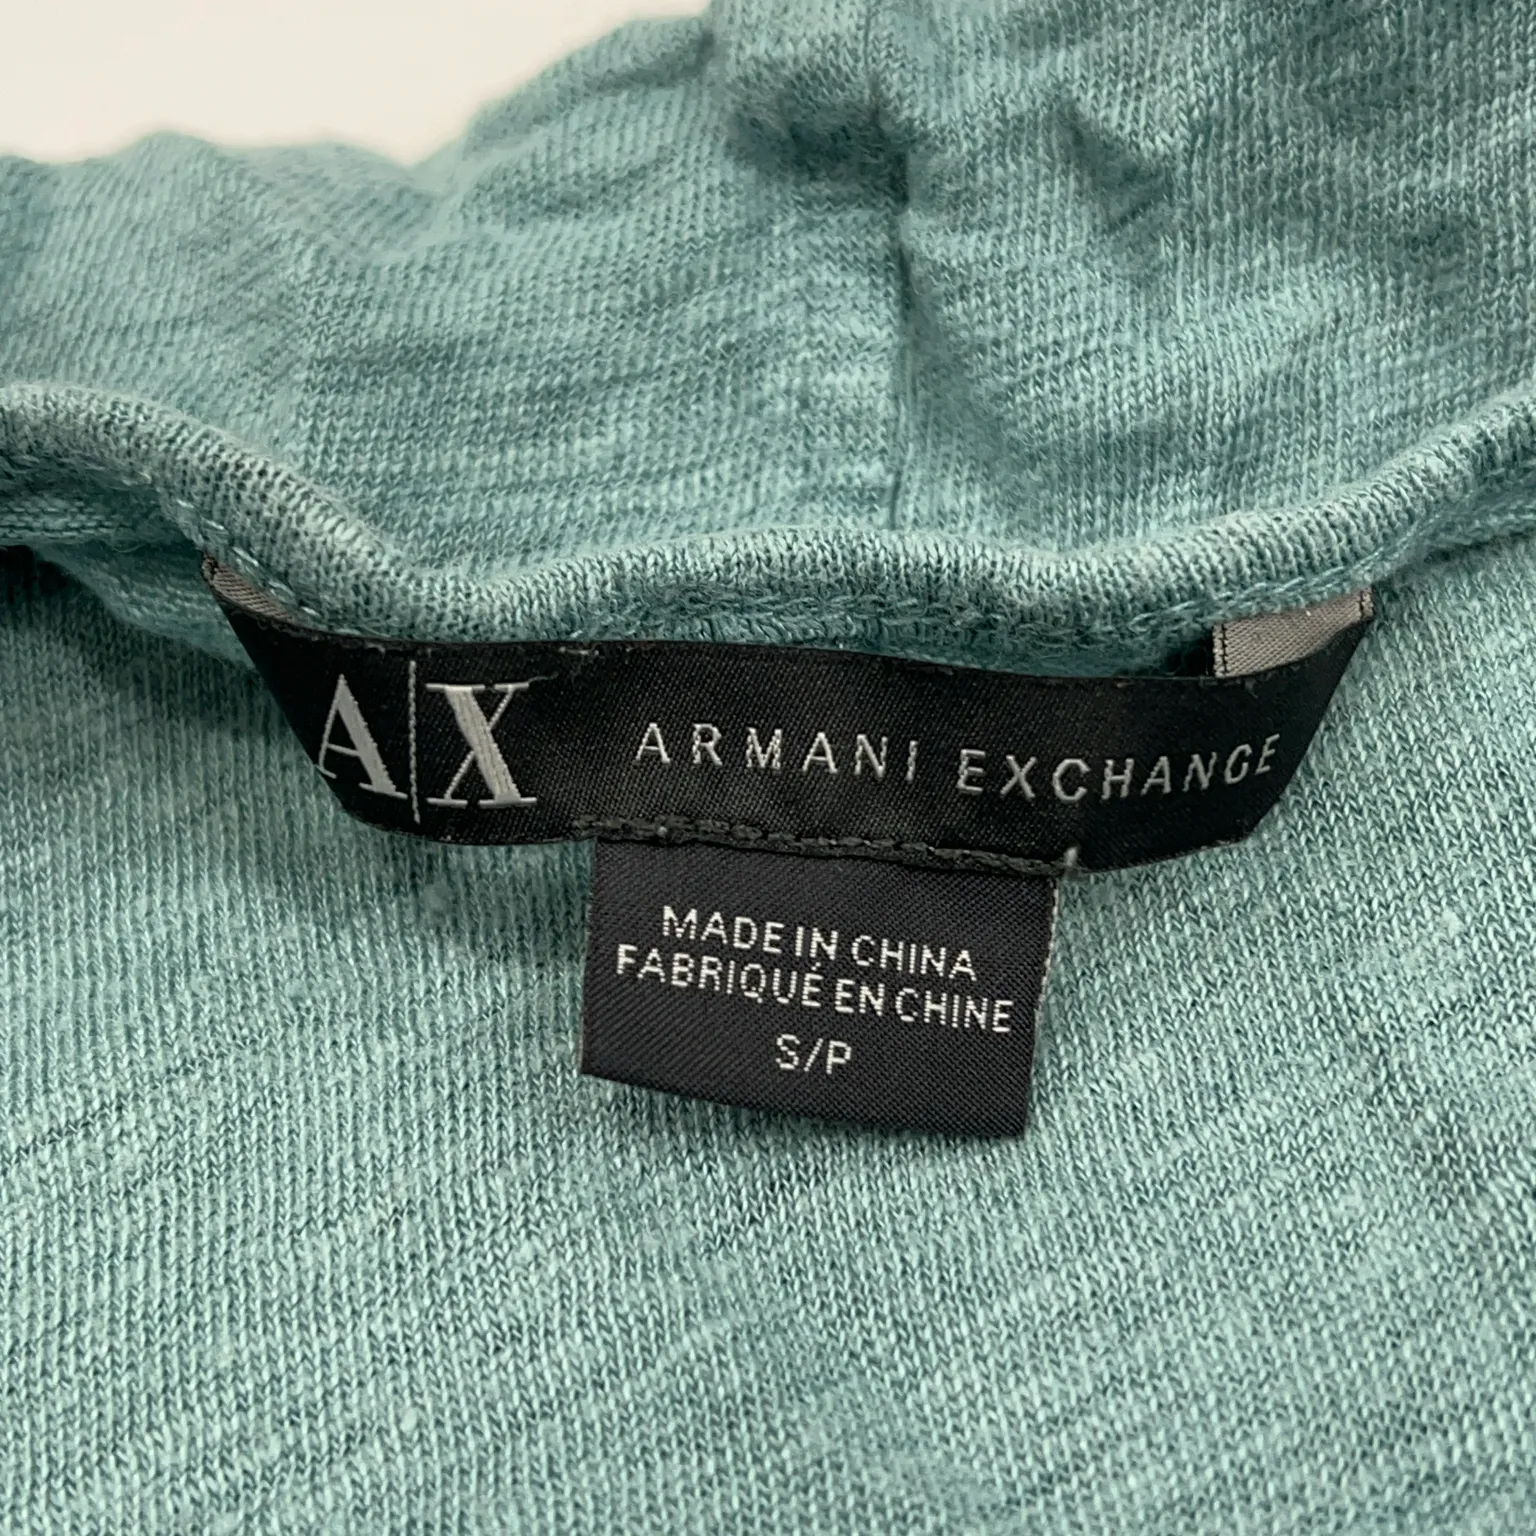 A|X ARMANI EXCHANGE
MADE IN CHINA
FABRIQUÉ EN CHINE
S/P